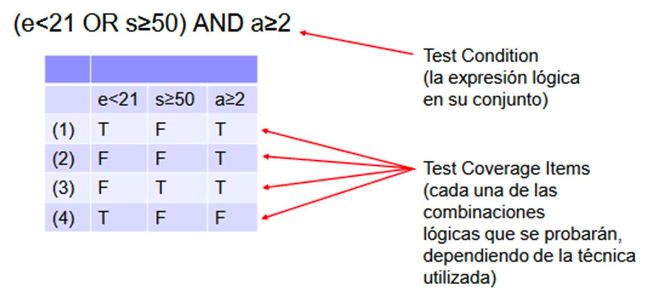 (e<21 OR s≥50) AND a≥2
Test Condition
(la expresión lógica
en su conjunto)
e<21 s≥50 a≥2
(1) T F T
(2) F F T
(3) F T T
(4) T F F
Test Coverage Items
(cada una de las
combinaciones
lógicas que se probarán,
dependiendo de la técnica
utilizada)